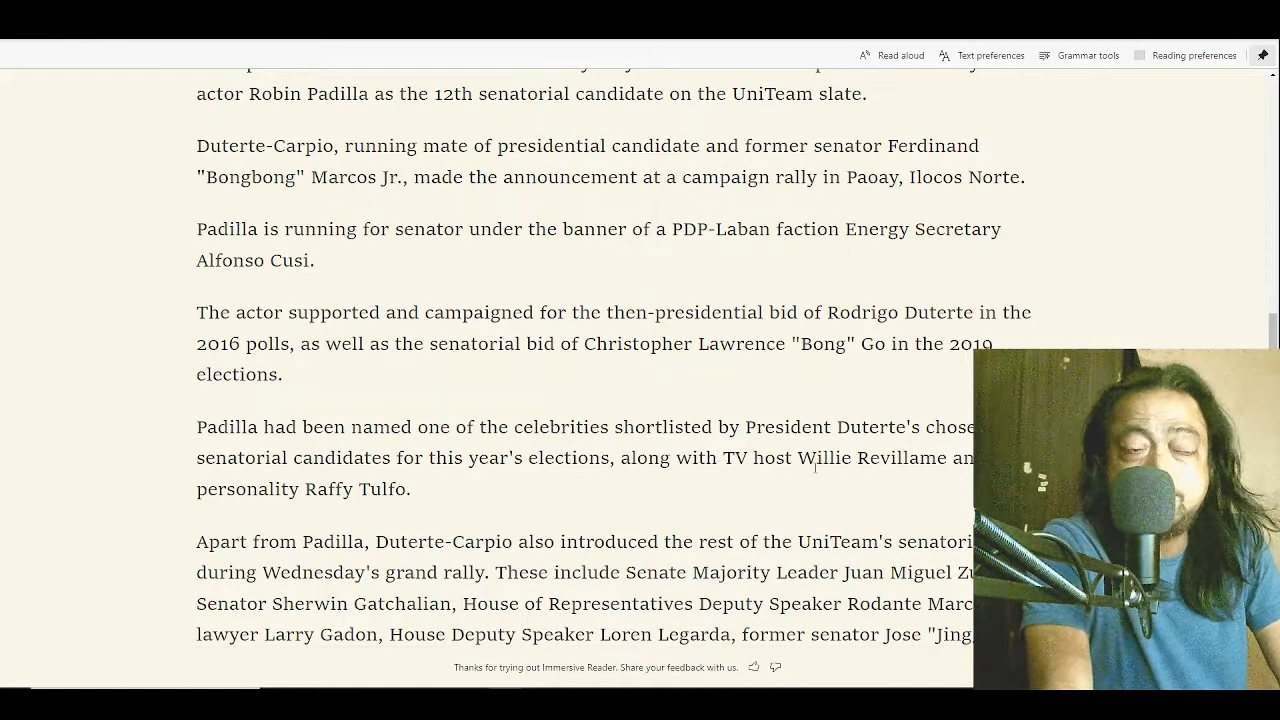 Read aloud Text preferences Grammar tools Reading preferences
actor Robin Padilla as the 12th senatorial candidate on the UniTeam slate.
Duterte-Carpio, running mate of presidential candidate and former senator Ferdinand
"Bongbong" Marcos Jr., made the announcement at a campaign rally in Paoay, Ilocos Norte.
Padilla is running for senator under the banner of a PDP-Laban faction Energy Secretary
Alfonso Cusi.
The actor supported and campaigned for the then-presidential bid of Rodrigo Duterte in the
2016 polls, as well as the senatorial bid of Christopher Lawrence "Bong" Go in the 2019
elections.
Padilla had been named one of the celebrities shortlisted by President Duterte's
senatorial candidates for this year's elections, along with TV host Willie Revillame
personality Raffy Tulfo.
Apart from Padilla, Duterte-Carpio also introduced the rest of the UniTeam's
during Wednesday's grand rally. These include Senate Majority Leader Juan Miguel
Senator Sherwin Gatchalian, House of Representatives Deputy Speaker Rodante
lawyer Larry Gadon, House Deputy Speaker Loren Legarda, former senator Jose
Thanks for trying out Immersive Reader. Share your feedback with us.